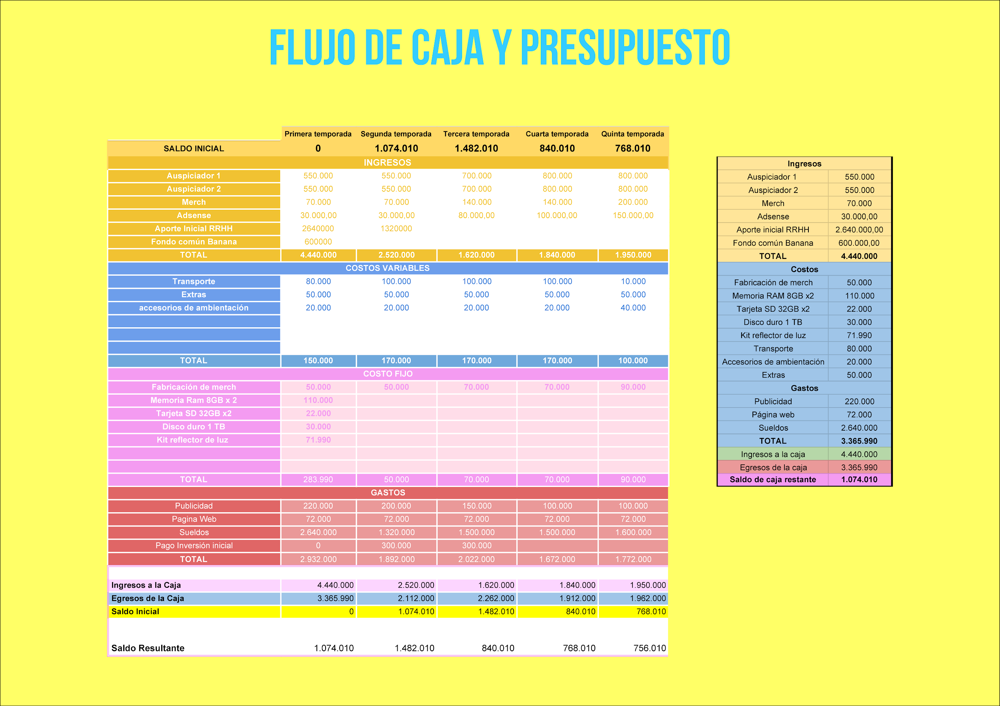 FLUJO DE CAJA Y PRESUPUESTO
Primera temporada Segunda temporada Tercera temporada Cuarta temporada Quinta temporada
SALDO INICIAL 0 1.074.010 1.482.010 840.010 768.010
INGRESOS
Auspiciador 1 550.000 550.000 700.000 800.000 800.000
Auspiciador 2 550.000 550.000 700.000 800.000 800.000
Merch 70.000 70.000 140.000 140.000 200.000
Adsense 30.000,00 30.000,00 80.000,00 100.000,00 150.000,00
Aporte Inicial RRHH 2640000 1320000
Fondo común Banana 600000
TOTAL 4.440.000 2.520.000 1.620.000 1.840.000 1.950.000
COSTOS VARIABLES
Transporte 80.000 100.000 100.000 100.000 10.000
Extras 50.000 50.000 50.000 50.000 50.000
accesorios de ambientación 20.000 20.000 20.000 20.000 40.000
TOTAL 150.000 170.000 170.000 170.000 100.000
COSTO FIJO
Fabricación de merch 50.000 50.000 70.000 70.000 90.000
Memoria Ram 8GB x 2 110.000
Tarjeta SD 32GB x2 22.000
Disco duro 1 TB 30.000
Kit reflector de luz 71.990
TOTAL 283.990 50.000 70.000 70.000 90.000
GASTOS
Publicidad 220.000 200.000 150.000 100.000 100.000
Pagina Web 72.000 72.000 72.000 72.000 72.000
Sueldos 2.640.000 1.320.000 1.500.000 1.500.000 1.600.000
Pago Inversión inicial 0 300.000 300.000
TOTAL 2.932.000 1.892.000 2.022.000 1.672.000 1.772.000
Ingresos a la Caja 4.440.000 2.520.000 1.620.000 1.840.000 1.950.000
Egresos de la Caja 3.365.990 2.112.000 2.262.000 1.912.000 1.962.000
Saldo Inicial 0 1.074.010 1.482.010 840.010 768.010
Saldo Resultante 1.074.010 1.482.010 840.010 768.010 756.010
Ingresos
Auspiciador 1 550.000
Auspiciador 2 550.000
Merch 70.000
Adsense 30.000,00
Aporte inicial RRHH 2.640.000,00
Fondo común Banana 600.000,00
TOTAL 4.440.000
Costos
Fabricación de merch 50.000
Memoria RAM 8GB x2 110.000
Tarjeta SD 32GB x2 22.000
Disco duro 1 TB 30.000
Kit reflector de luz 71.990
Transporte 80.000
Accesorios de ambientación 20.000
Extras 50.000
Gastos
Publicidad 220.000
Página web 72.000
Sueldos 2.640.000
TOTAL 3.365.990
Ingresos a la caja 4.440.000
Egresos de la caja 3.365.990
Saldo de caja restante 1.074.010